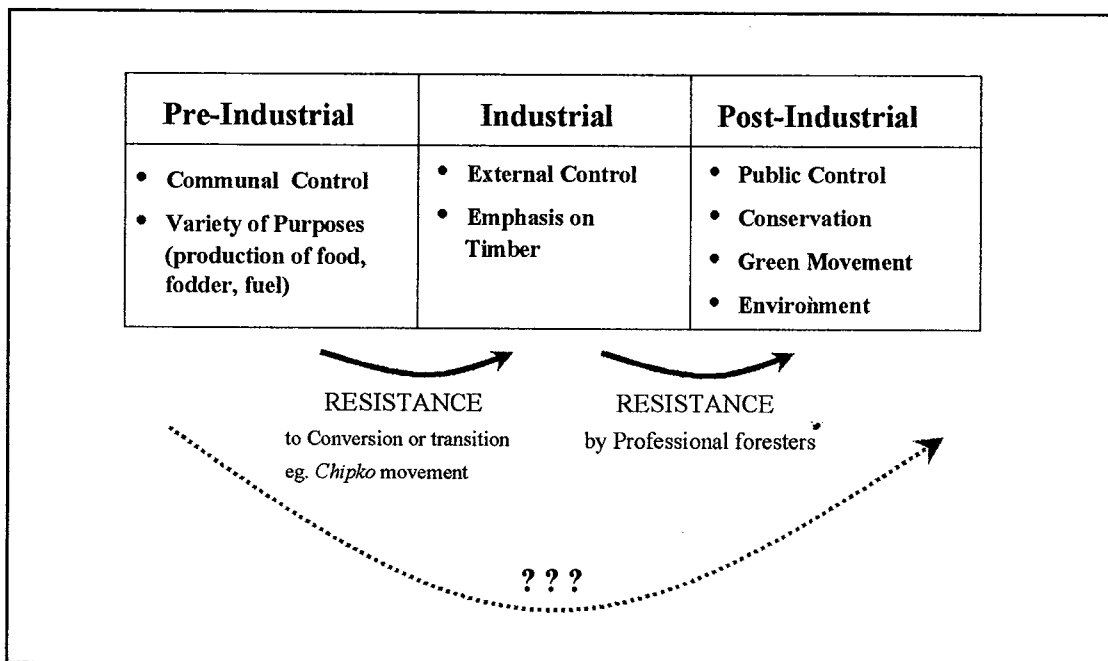 Pre-Industrial
Industrial
Post-Industrial
• Communal Control
• Variety of Purposes
(production of food,
fodder, fuel)
• External Control
• Emphasis on
Timber
• Public Control
• Conservation
• Green Movement
• Environment
RESISTANCE
to Conversion or transition
eg. Chipko movement
RESISTANCE
by Professional foresters
? ? ?